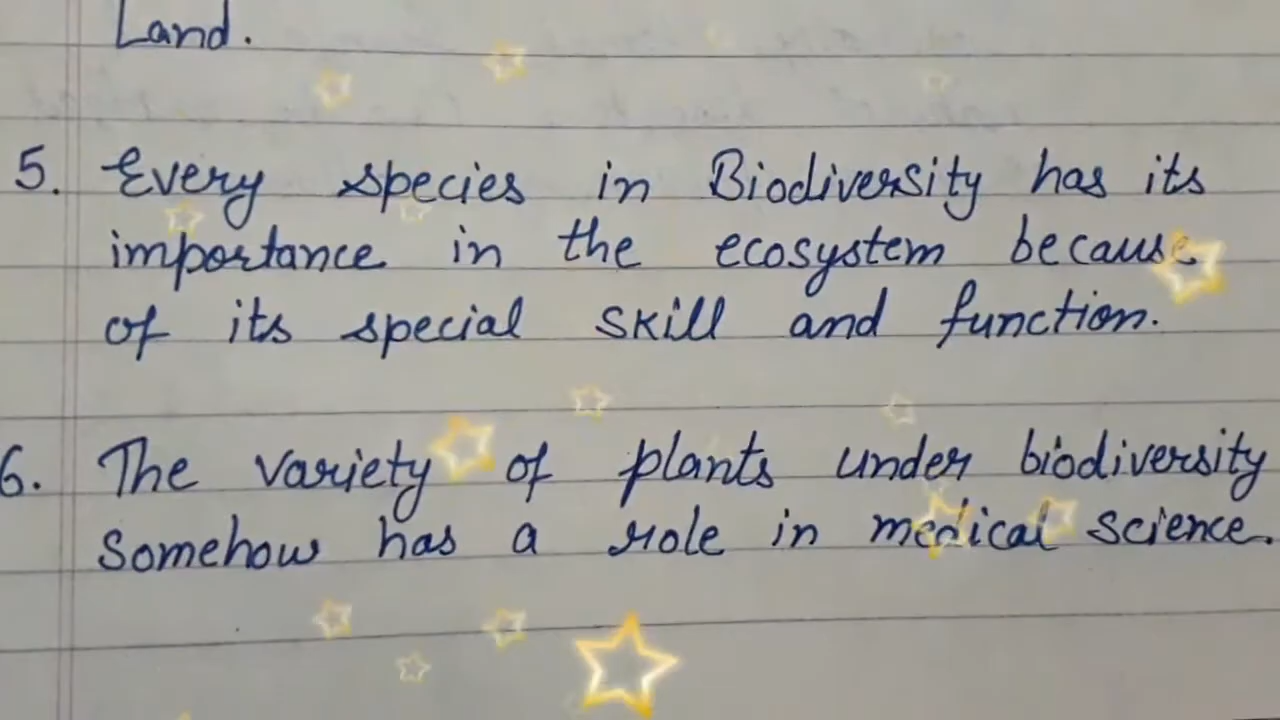 Land.
5. Every species in Biodiversity has its
importance in the ecosystem because
of its special skill and function.
6. The variety of plants under biodiversity
Somehow has a role in medical science.